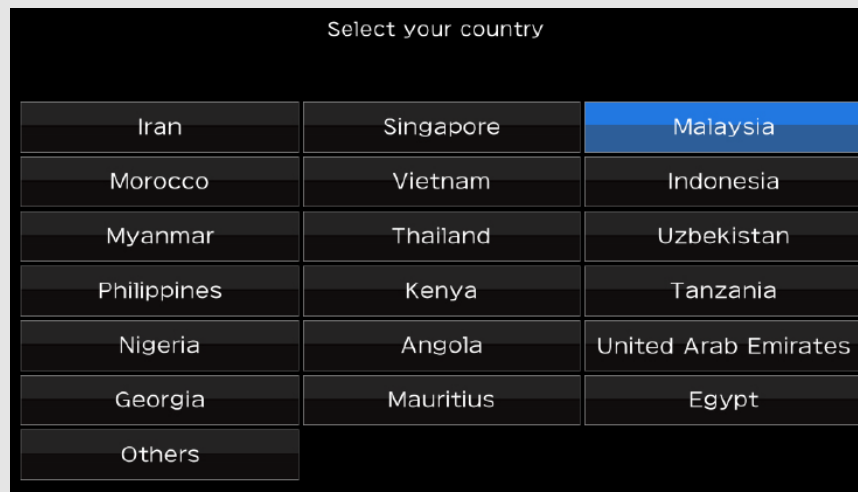 Select your country
Iran Singapore Malaysia
Morocco Vietnam Indonesia
Myanmar Thailand Uzbekistan
Philippines Kenya Tanzania
Nigeria Angola United Arab Emirates
Georgia Mauritius Egypt
Others